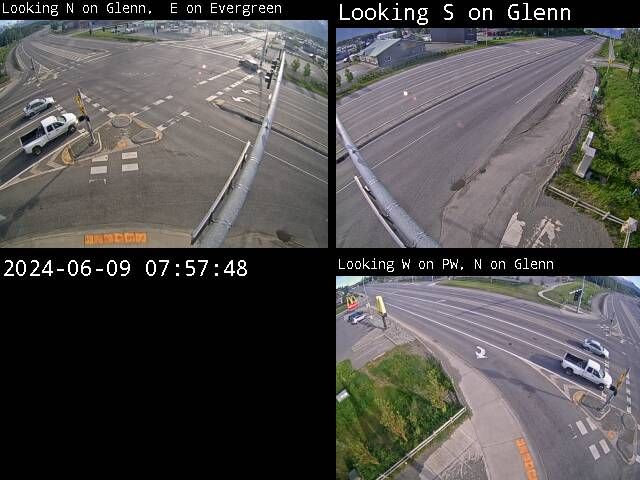 Looking N on Glenn, E on Evergreen
Looking S on Glenn
2024-06-09 07:57:48
Looking W on PW, N on Glenn